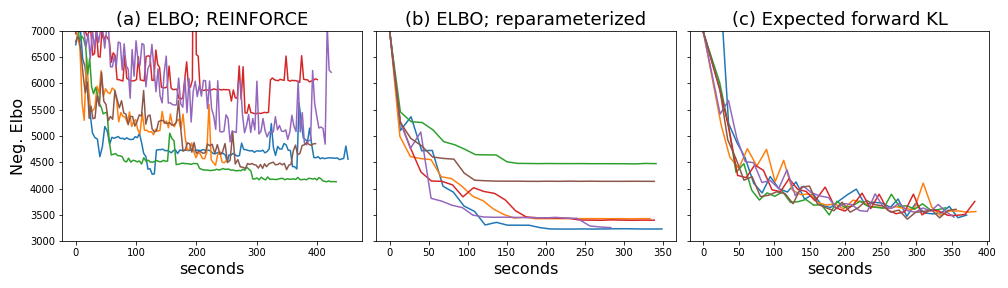 (a) ELBO; REINFORCE
(b) ELBO; reparameterized
(c) Expected forward KL
Neg. Elbo
7000
6500
6000
5500
5000
4500
4000
3500
3000
0 100 200 300 400
0 50 100 150 200 250 300 350
0 50 100 150 200 250 300 350 400
seconds
seconds
seconds